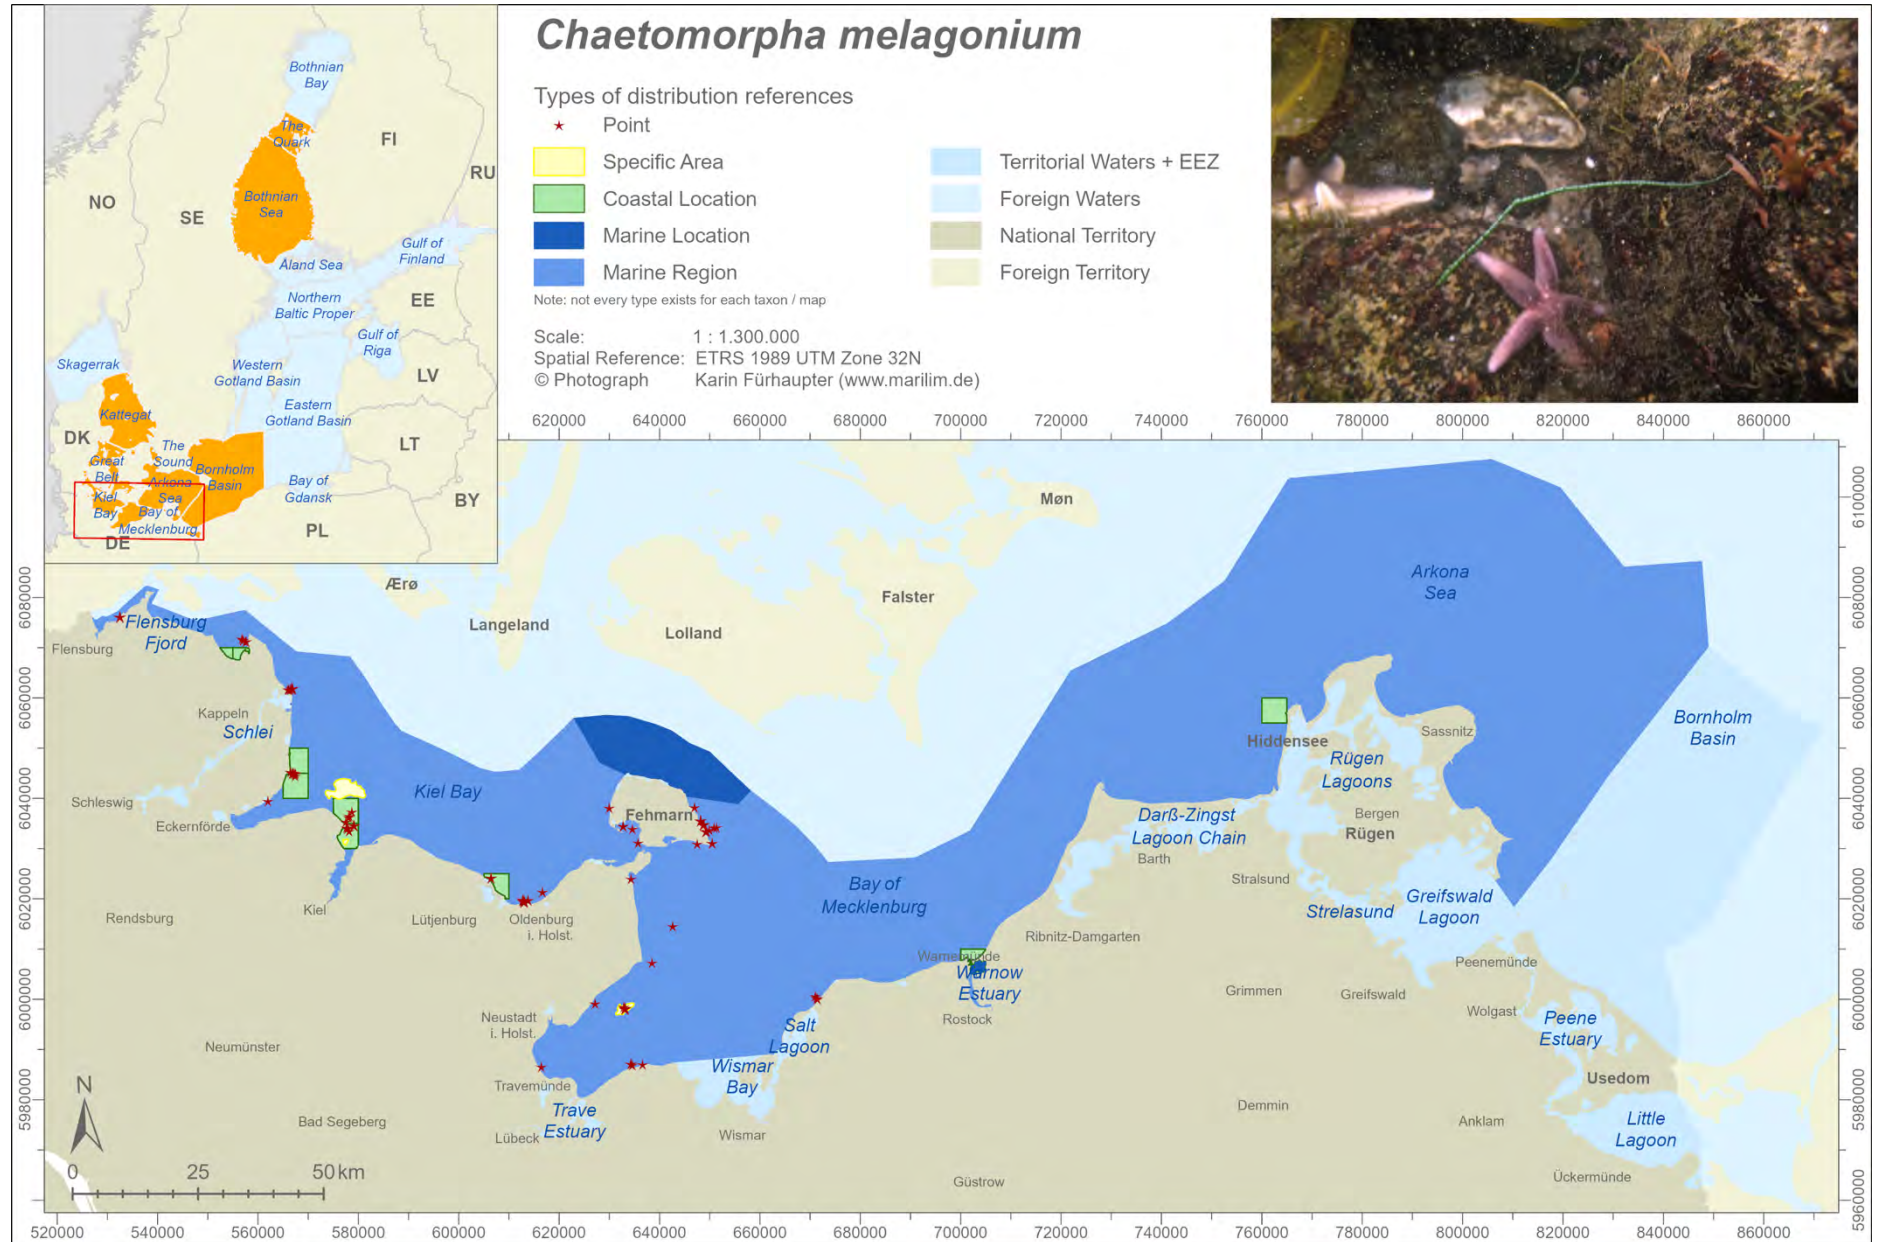 Chaetomorpha melagonium
Types of distribution references
Point
Specific Area
Coastal Location
Marine Location
Marine Region
Territorial Waters + EEZ
Foreign Waters
National Territory
Foreign Territory
Note: not every type exists for each taxon / map
Scale: 1 : 1.300.000
Spatial Reference: ETRS 1989 UTM Zone 32N
© Photograph Karin Fürhaupter (www.marilim.de)
Bothnian
Bay
The
Quark
FI
RU
NO
SE
Bothnian
Sea
Gulf of
Finland
Åland Sea
Northern
Baltic Proper
EE
Gulf of
Riga
Skagerrak
Western
Gotland Basin
LV
Kattegat
Eastern
Gotland Basin
DK
The
Sound
LT
Great
Belt
Bornholm
Basin
Arkona
Sea
Bay of
Gdansk
Kiel
Bay
Bay of
Mecklenburg
BY
PL
DE
620000 640000 660000 680000 700000 720000 740000 760000 780000 800000 820000 840000 860000
6100000
6080000
6060000
6040000
6020000
6000000
5980000
5960000
Møn
Ærø
Langeland
Lolland
Falster
Arkona
Sea
Flensburg
Fjord
Flensburg
Kappeln
Schlei
Schleswig
Eckernförde
Kiel Bay
Fehmarn
Hiddensee
Sassnitz
Bornholm
Basin
Rügen
Lagoons
Bergen
Rügen
Darß-Zingst
Lagoon Chain
Barth
Stralsund
Strelasund
Greifswald
Lagoon
Bay of
Mecklenburg
Rendsburg
Kiel
Lütjenburg
Oldenburg
i. Holst.
Ribnitz-Damgarten
Warnemünde
Warnow
Estuary
Rostock
Peenemünde
Grimmen
Greifswald
Wolgast
Peene
Estuary
Neustadt
i. Holst.
Salt
Lagoon
Neumünster
Wismar
Bay
Usedom
Travemünde
Trave
Estuary
Demmin
Anklam
Little
Lagoon
Bad Segeberg
Lübeck
Wismar
Güstrow
Ückermünde
N
0 25 50 km
6080000
6060000
6040000
6020000
6000000
5980000
520000 540000 560000 580000 600000 620000 640000 660000 680000 700000 720000 740000 760000 780000 800000 820000 840000 860000